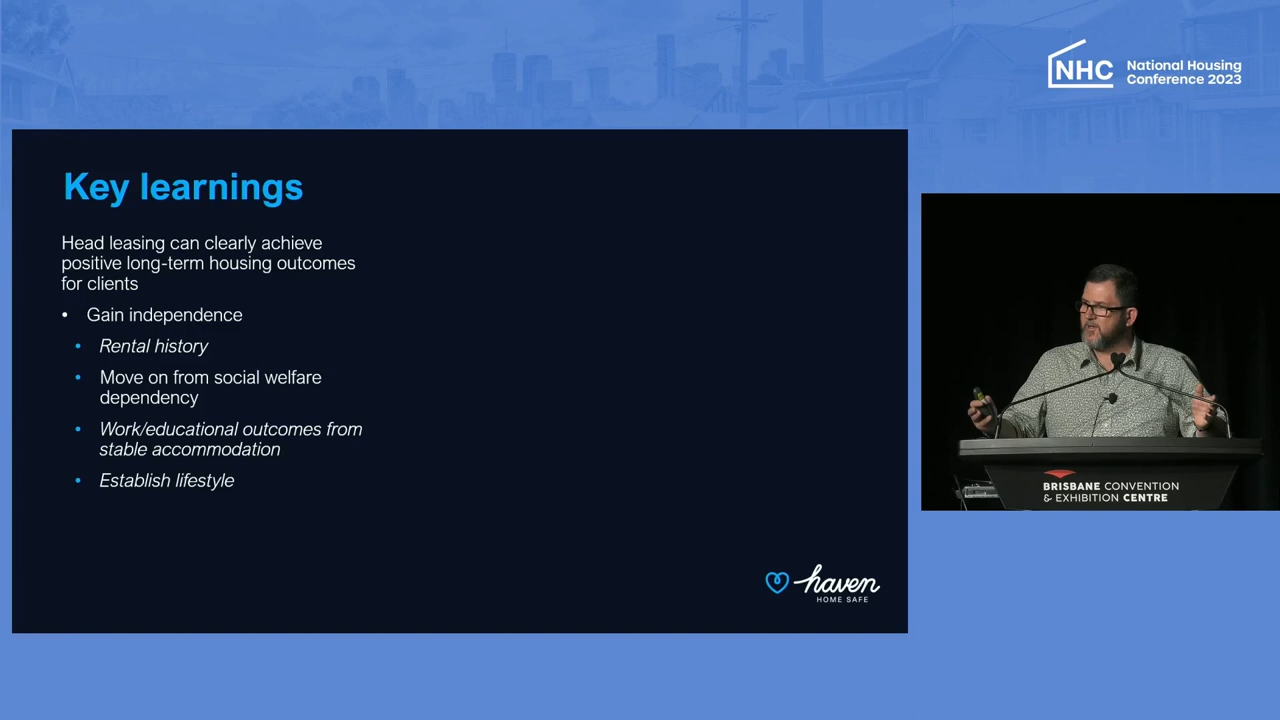 NHC
National Housing
Conference 2023
Key learnings
Head leasing can clearly achieve
positive long-term housing outcomes
for clients
• Gain independence
• Rental history
• Move on from social welfare
dependency
• Work/educational outcomes from
stable accommodation
• Establish lifestyle
haven
HOME SAFE
BRISBANE CONVENTION
& EXHIBITION CENTRE